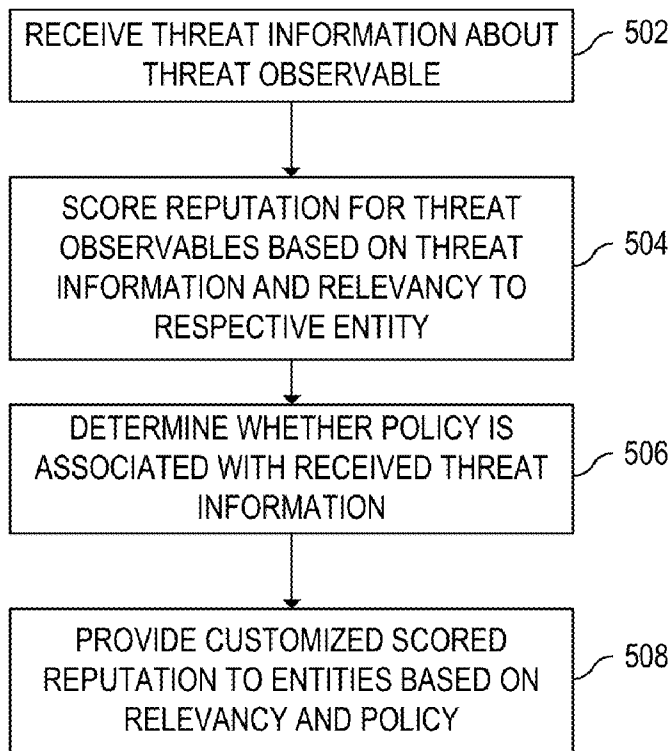 RECEIVE THREAT INFORMATION ABOUT
THREAT OBSERVABLE
502
SCORE REPUTATION FOR THREAT
OBSERVABLES BASED ON THREAT
INFORMATION AND RELEVANCY TO
RESPECTIVE ENTITY
504
DETERMINE WHETHER POLICY IS
ASSOCIATED WITH RECEIVED THREAT
INFORMATION
506
PROVIDE CUSTOMIZED SCORED
REPUTATION TO ENTITIES BASED ON
RELEVANCY AND POLICY
508